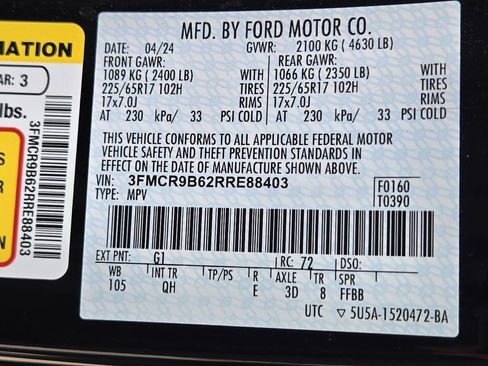 MATION
AR: 3
lbs.
S
R
N
3FMCR9B62RRE88403
MFD. BY FORD MOTOR CO.
DATE: 04/24 GVWR: 2100 KG ( 4630 LB)
FRONT GAWR: REAR GAWR:
1089 KG ( 2400 LB) WITH 1066 KG ( 2350 LB) WITH
225/65R17 102H TIRES 225/65R17 102H TIRES
17x7.0J RIMS 17x7.0J RIMS
AT 230 kPa/ 33 PSI COLD AT 230 kPa/ 33 PSI COLD
THIS VEHICLE CONFORMS TO ALL APPLICABLE FEDERAL MOTOR
VEHICLE SAFETY AND THEFT PREVENTION STANDARDS IN
EFFECT ON THE DATE OF MANUFACTURE SHOWN ABOVE.
VIN: 3FMCR9B62RRE88403 F0160
TYPE: MPV T0390
EXT PNT: G1 RC: 72 DSO:
WB INT TR TP/PS R AXLE TR SPR
105 QH E 3D 8 FFBB
UTC ▽ 5U5A-1520472-BA